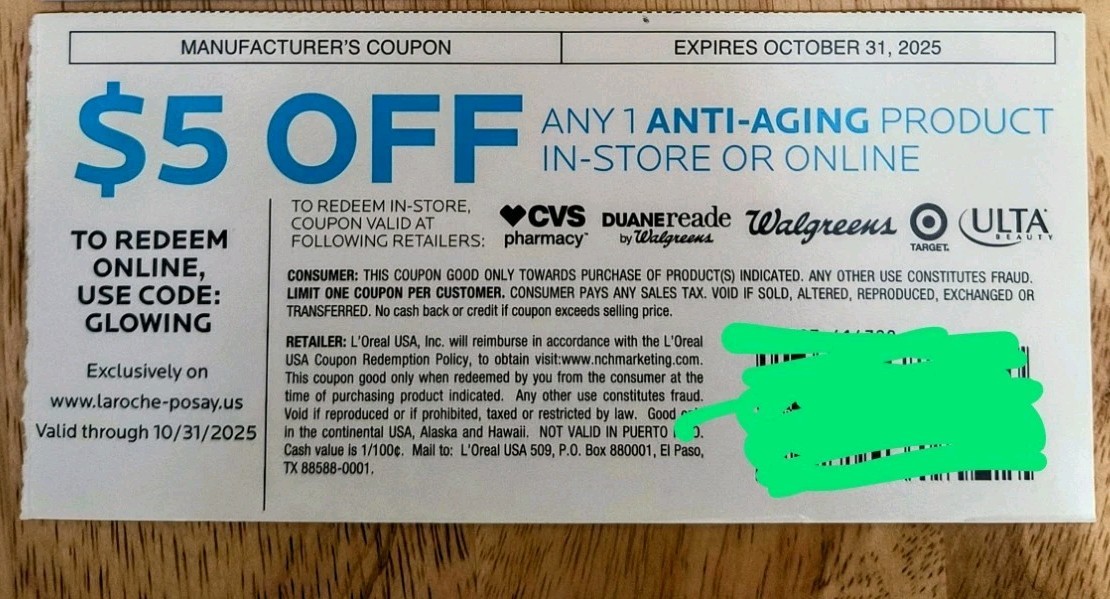 MANUFACTURER'S COUPON
EXPIRES OCTOBER 31, 2025
$5 OFF
ANY 1 ANTI-AGING PRODUCT
IN-STORE OR ONLINE
TO REDEEM
ONLINE,
USE CODE:
GLOWING
Exclusively on
www.laroche-posay.us
Valid through 10/31/2025
TO REDEEM IN-STORE,
COUPON VALID AT
FOLLOWING RETAILERS:
CVS
pharmacy
DUANEreade
by Walgreens
Walgreens
TARGET.
ULTA
BEAUTY
CONSUMER: THIS COUPON GOOD ONLY TOWARDS PURCHASE OF PRODUCT(S) INDICATED. ANY OTHER USE CONSTITUTES FRAUD.
LIMIT ONE COUPON PER CUSTOMER. CONSUMER PAYS ANY SALES TAX. VOID IF SOLD, ALTERED, REPRODUCED, EXCHANGED OR
TRANSFERRED. No cash back or credit if coupon exceeds selling price.
RETAILER: L'Oreal USA, Inc. will reimburse in accordance with the L'Oreal
USA Coupon Redemption Policy, to obtain visit:www.nchmarketing.com.
This coupon good only when redeemed by you from the consumer at the
time of purchasing product indicated. Any other use constitutes fraud.
Void if reproduced or if prohibited, taxed or restricted by law. Good
in the continental USA, Alaska and Hawaii. NOT VALID IN PUERTO
Cash value is 1/100¢. Mail to: L'Oreal USA 509, P.O. Box 880001, El Paso,
TX 88588-0001.